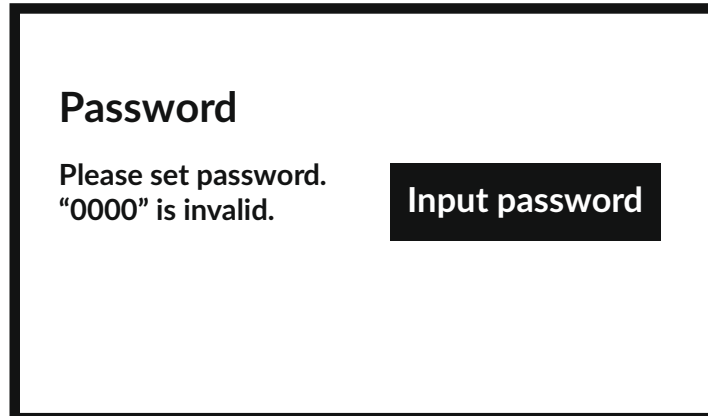 Password
Please set password.
“0000” is invalid.
Input password